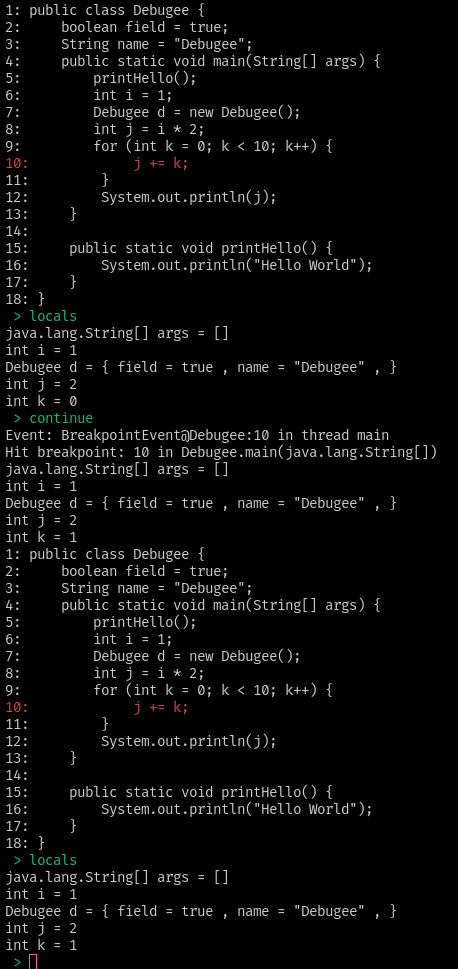 1: public class Debugee {
2:     boolean field = true;
3:     String name = "Debugee";
4:     public static void main(String[] args) {
5:         printHello();
6:         int i = 1;
7:         Debugee d = new Debugee();
8:         int j = i * 2;
9:         for (int k = 0; k < 10; k++) {
10:             j += k;
11:         }
12:         System.out.println(j);
13:     }
14:
15:     public static void printHello() {
16:         System.out.println("Hello World");
17:     }
18: }
 > locals
java.lang.String[] args = []
int i = 1
Debugee d = { field = true , name = "Debugee" , }
int j = 2
int k = 0
 > continue
Event: BreakpointEvent@Debugee:10 in thread main
Hit breakpoint: 10 in Debugee.main(java.lang.String[])
java.lang.String[] args = []
int i = 1
Debugee d = { field = true , name = "Debugee" , }
int j = 2
int k = 1
1: public class Debugee {
2:     boolean field = true;
3:     String name = "Debugee";
4:     public static void main(String[] args) {
5:         printHello();
6:         int i = 1;
7:         Debugee d = new Debugee();
8:         int j = i * 2;
9:         for (int k = 0; k < 10; k++) {
10:             j += k;
11:         }
12:         System.out.println(j);
13:     }
14:
15:     public static void printHello() {
16:         System.out.println("Hello World");
17:     }
18: }
 > locals
java.lang.String[] args = []
int i = 1
Debugee d = { field = true , name = "Debugee" , }
int j = 2
int k = 1
 >